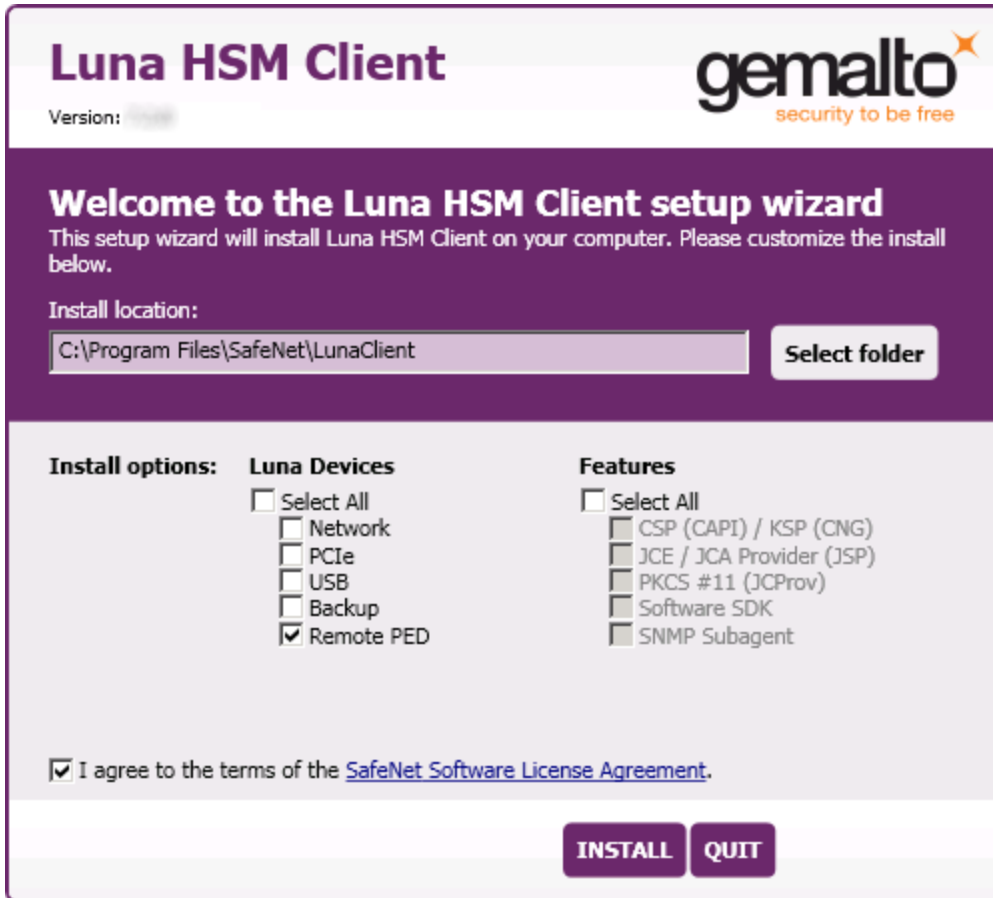 Luna HSM Client
gemalto
security to be free
Version:
Welcome to the Luna HSM Client setup wizard
This setup wizard will install Luna HSM Client on your computer. Please customize the install
below.
Install location:
C:\Program Files\SafeNet\LunaClient
Select folder
Install options:
Luna Devices
Select All
Network
PCIe
USB
Backup
Remote PED
Features
Select All
CSP (CAPI) / KSP (CNG)
JCE / JCA Provider (JSP)
PKCS #11 (JCProv)
Software SDK
SNMP Subagent
I agree to the terms of the SafeNet Software License Agreement.
INSTALL
QUIT